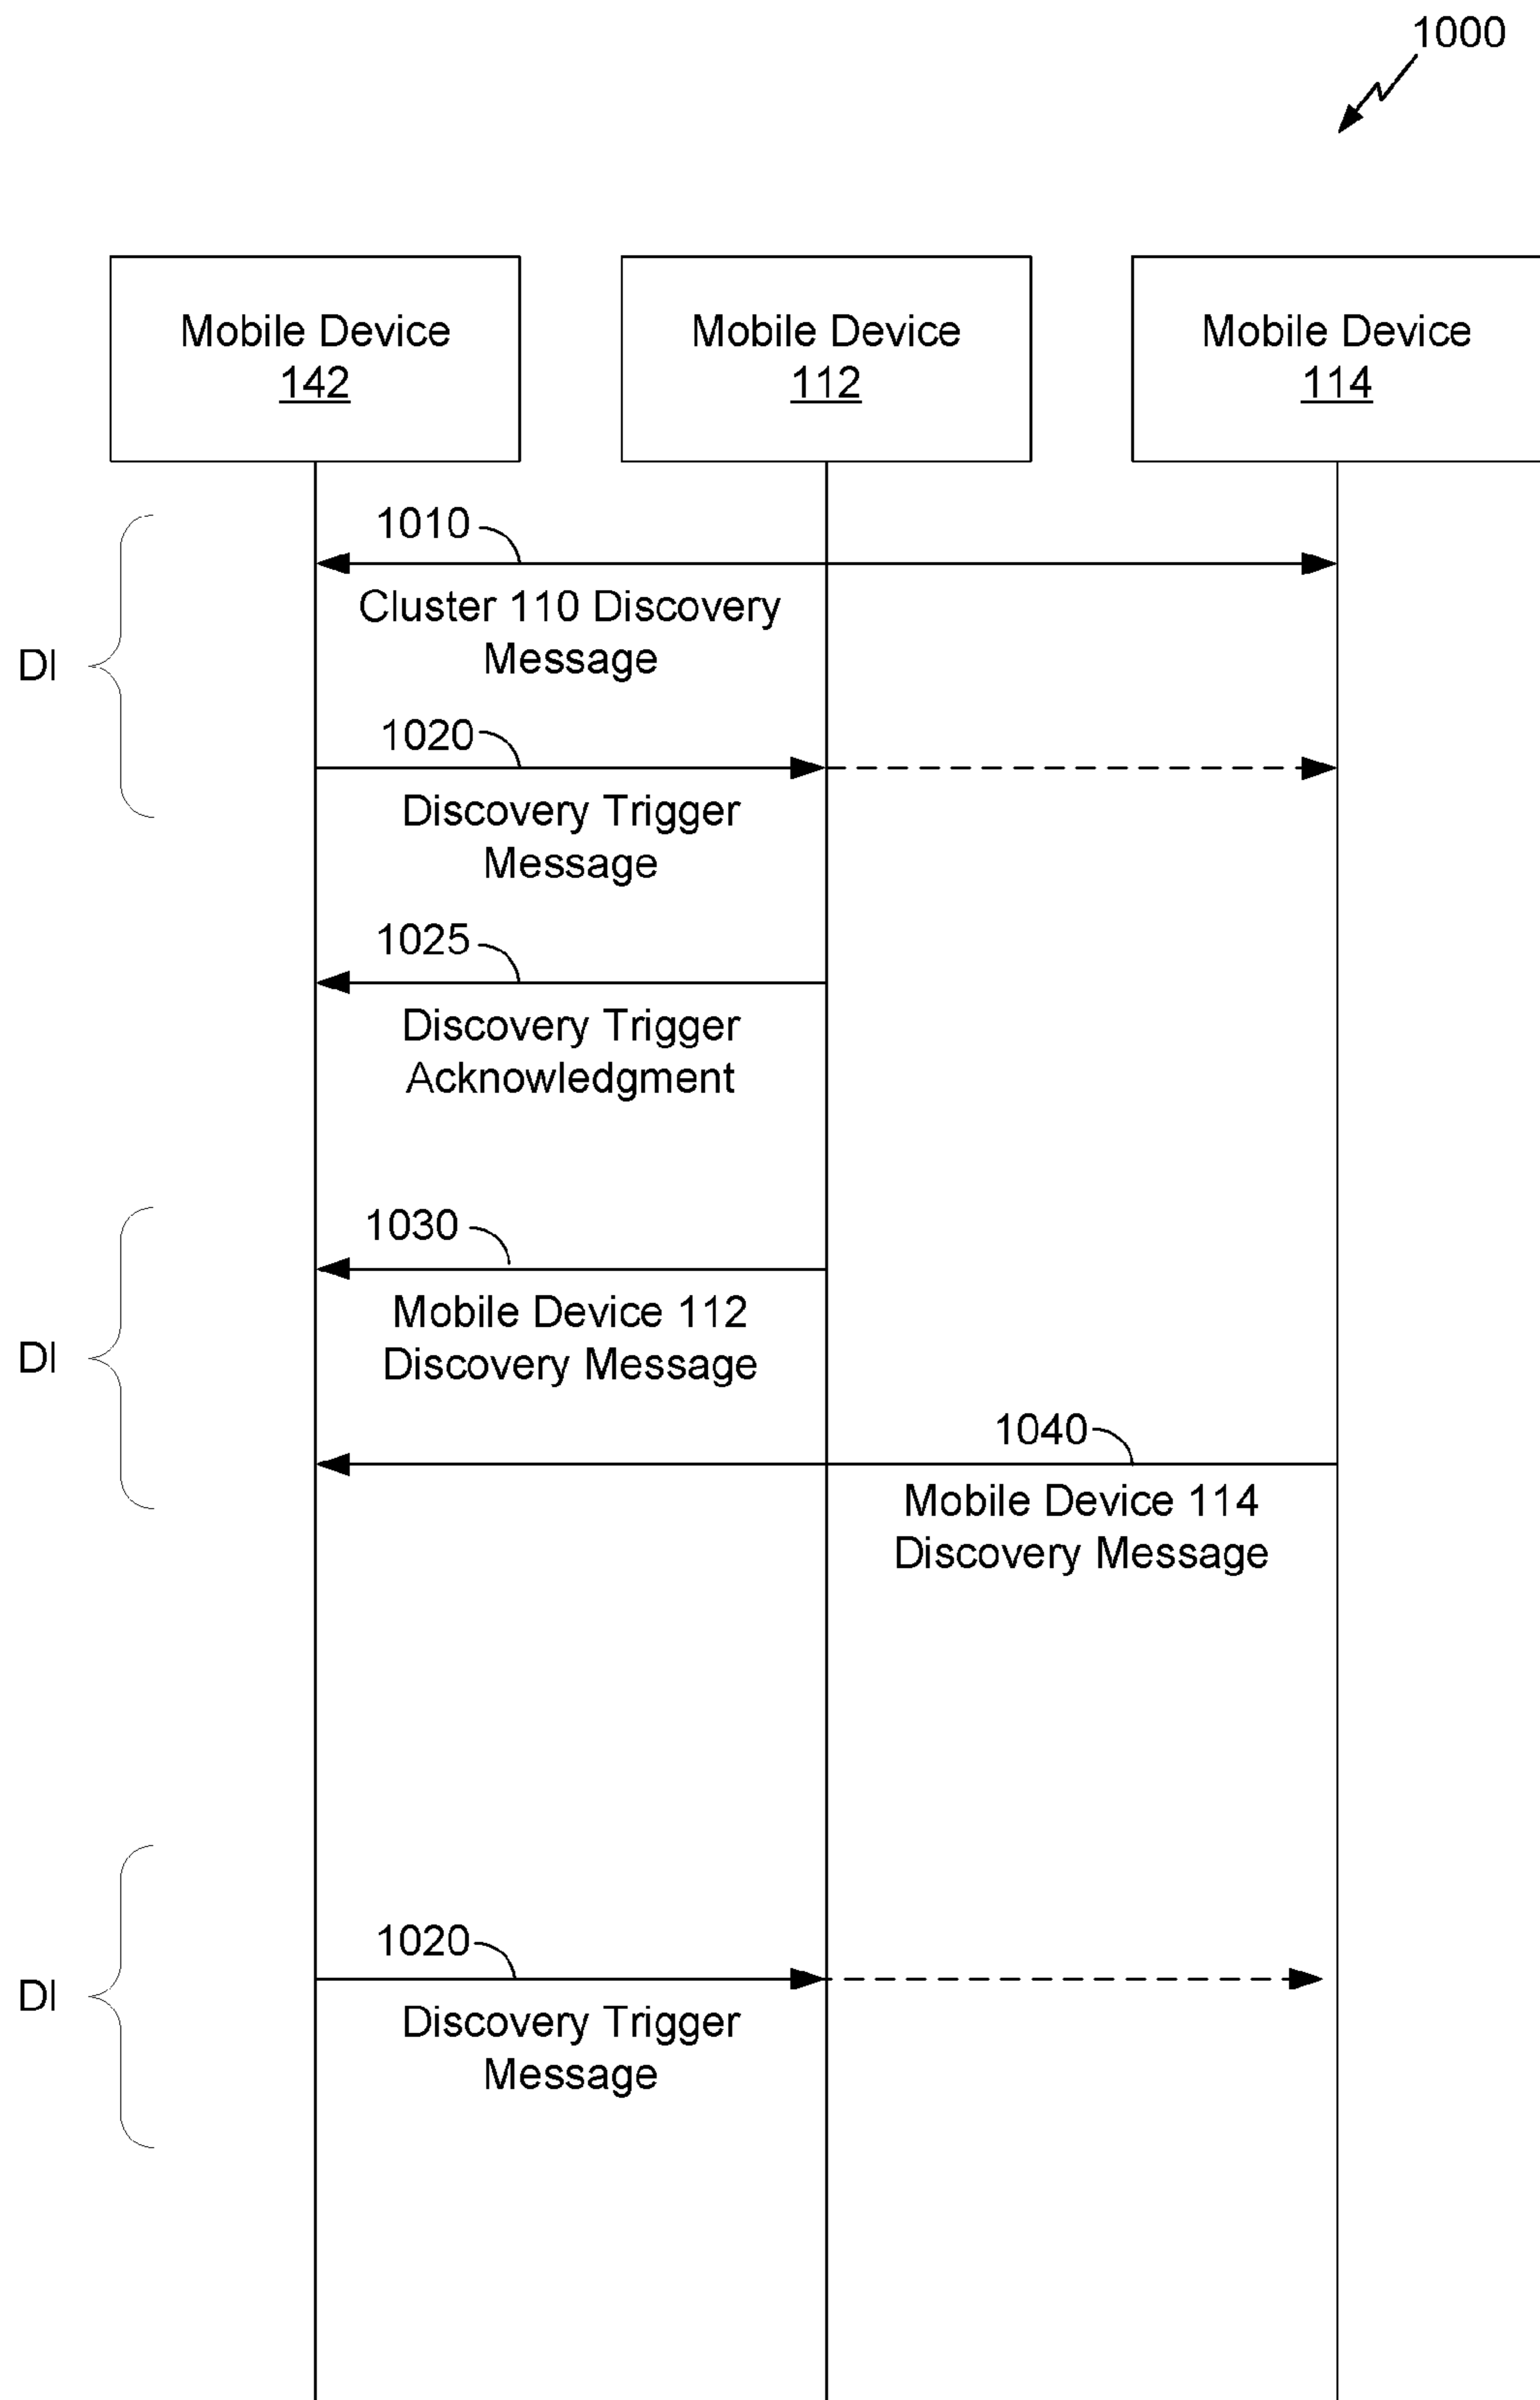 1000
Mobile Device
142
Mobile Device
112
Mobile Device
114
1010
Cluster 110 Discovery
Message
DI
1020
Discovery Trigger
Message
1025
Discovery Trigger
Acknowledgment
1030
Mobile Device 112
Discovery Message
DI
1040
Mobile Device 114
Discovery Message
1020
DI
Discovery Trigger
Message